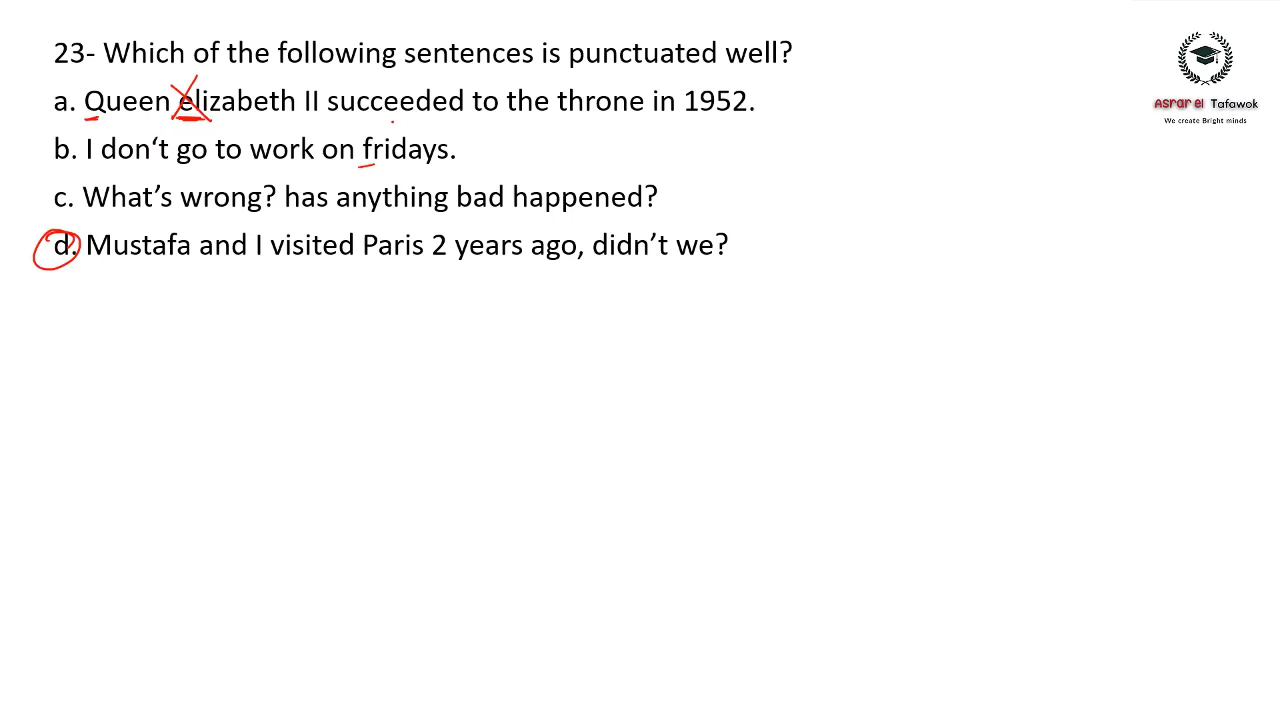 23- Which of the following sentences is punctuated well?
a. Queen elizabeth II succeeded to the throne in 1952.
b. I don‘t go to work on fridays.
c. What’s wrong? has anything bad happened?
d. Mustafa and I visited Paris 2 years ago, didn’t we?
Asrar el Tafawok
We create Bright minds